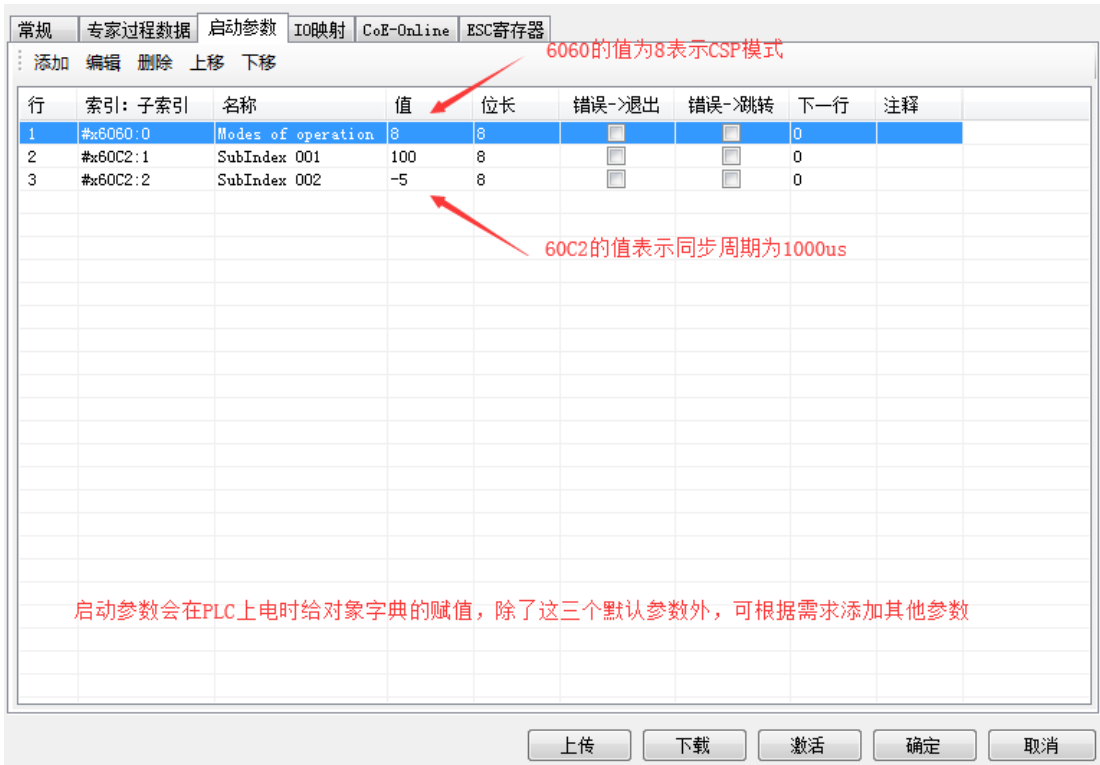 常规 专家过程数据 启动参数 IO映射 CoE-Online ESC寄存器
添加 编辑 删除 上移 下移
6060的值为8表示CSP模式
行 索引: 子索引 名称 值 位长 错误->退出 错误->跳转 下一行 注释
1 #x6060:0 Modes of operation 8 8 0
2 #x60C2:1 SubIndex 001 100 8 0
3 #x60C2:2 SubIndex 002 -5 8 0
60C2的值表示同步周期为1000us
启动参数会在PLC上电时给对象字典的赋值，除了这三个默认参数外，可根据需求添加其他参数
上传 下载 激活 确定 取消